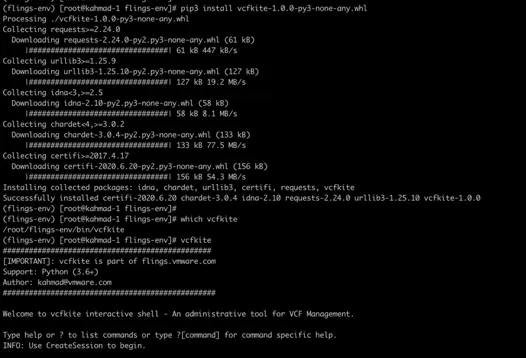 (flings-env) [root@kahmad-1 flings-env]# pip3 install vcfkite-1.0.0-py3-none-any.whl
Processing ./vcfkite-1.0.0-py3-none-any.whl
Collecting requests>=2.24.0
  Downloading requests-2.24.0-py2.py3-none-any.whl (61 kB)
     |################################| 61 kB 447 kB/s
Collecting urllib3>=1.25.9
  Downloading urllib3-1.25.10-py2.py3-none-any.whl (127 kB)
     |################################| 127 kB 19.2 MB/s
Collecting idna<3,>=2.5
  Downloading idna-2.10-py2.py3-none-any.whl (58 kB)
     |################################| 58 kB 8.1 MB/s
Collecting chardet<4,>=3.0.2
  Downloading chardet-3.0.4-py2.py3-none-any.whl (133 kB)
     |################################| 133 kB 77.5 MB/s
Collecting certifi>=2017.4.17
  Downloading certifi-2020.6.20-py2.py3-none-any.whl (156 kB)
     |################################| 156 kB 54.3 MB/s
Installing collected packages: idna, chardet, urllib3, certifi, requests, vcfkite
Successfully installed certifi-2020.6.20 chardet-3.0.4 idna-2.10 requests-2.24.0 urllib3-1.25.10 vcfkite-1.0.0
(flings-env) [root@kahmad-1 flings-env]#
(flings-env) [root@kahmad-1 flings-env]# which vcfkite
/root/flings-env/bin/vcfkite
(flings-env) [root@kahmad-1 flings-env]# vcfkite
################################################
[IMPORTANT]: vcfkite is part of flings.vmware.com
Support: Python (3.6+)
Author: kahmad@vmware.com
#################################################
Welcome to vcfkite interactive shell - An administrative tool for VCF Management.
Type help or ? to list commands or type ?[command] for command specific help.
INFO: Use CreateSession to begin.